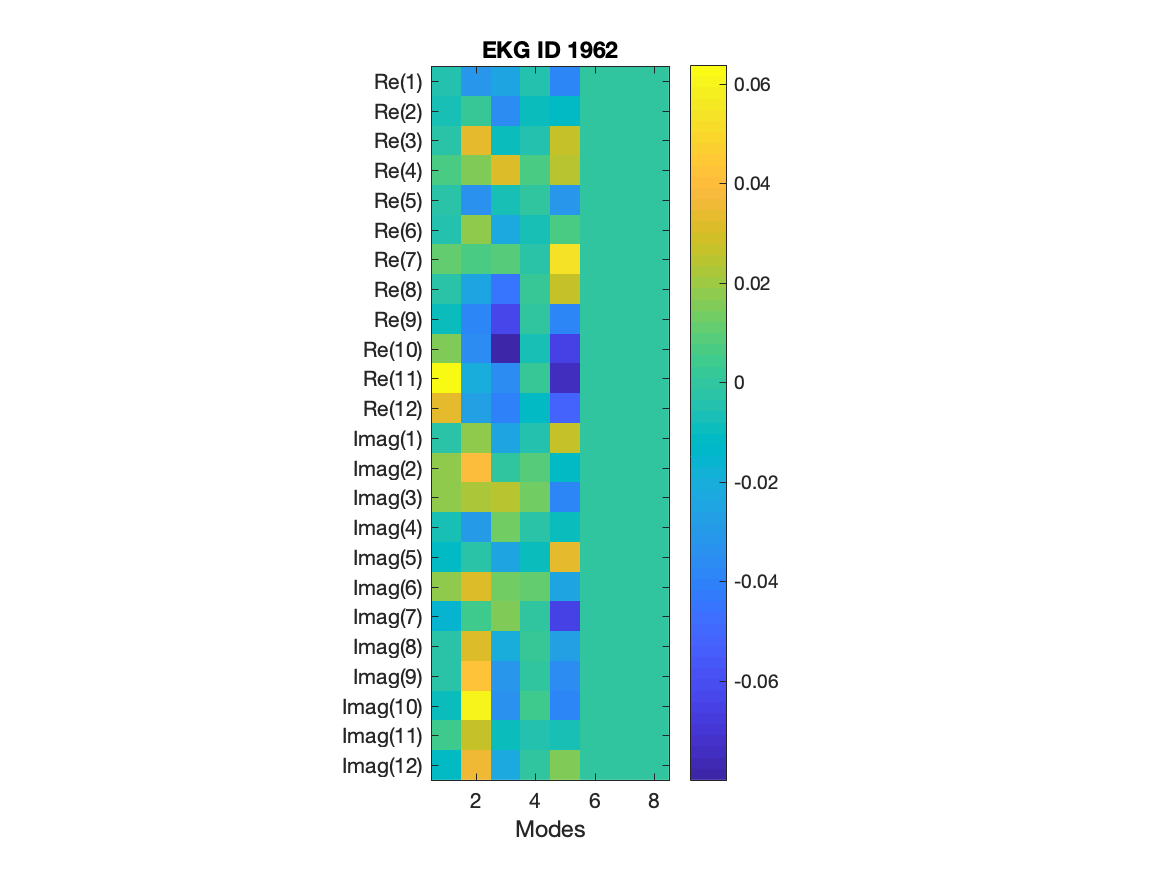 EKG ID 1962
Re(1)
Re(2)
Re(3)
Re(4)
Re(5)
Re(6)
Re(7)
Re(8)
Re(9)
Re(10)
Re(11)
Re(12)
Imag(1)
Imag(2)
Imag(3)
Imag(4)
Imag(5)
Imag(6)
Imag(7)
Imag(8)
Imag(9)
Imag(10)
Imag(11)
Imag(12)
2 4 6 8
Modes
0.06
0.04
0.02
0
-0.02
-0.04
-0.06